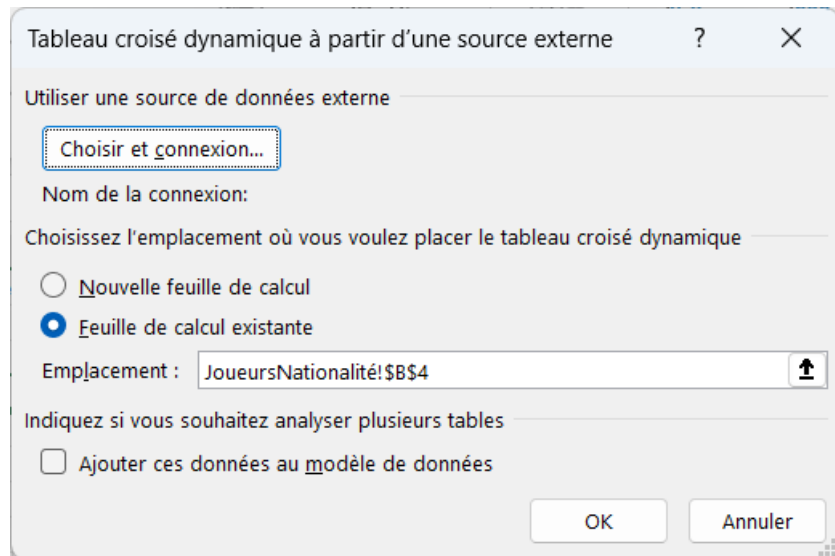 Tableau croisé dynamique à partir d’une source externe ?
Utiliser une source de données externe
Choisir et connexion...
Nom de la connexion:
Choisissez l'emplacement où vous voulez placer le tableau croisé dynamique
Nouvelle feuille de calcul
Feuille de calcul existante
Emplacement : JoueursNationalité!$B$4
Indiquez si vous souhaitez analyser plusieurs tables
Ajouter ces données au modèle de données
OK Annuler